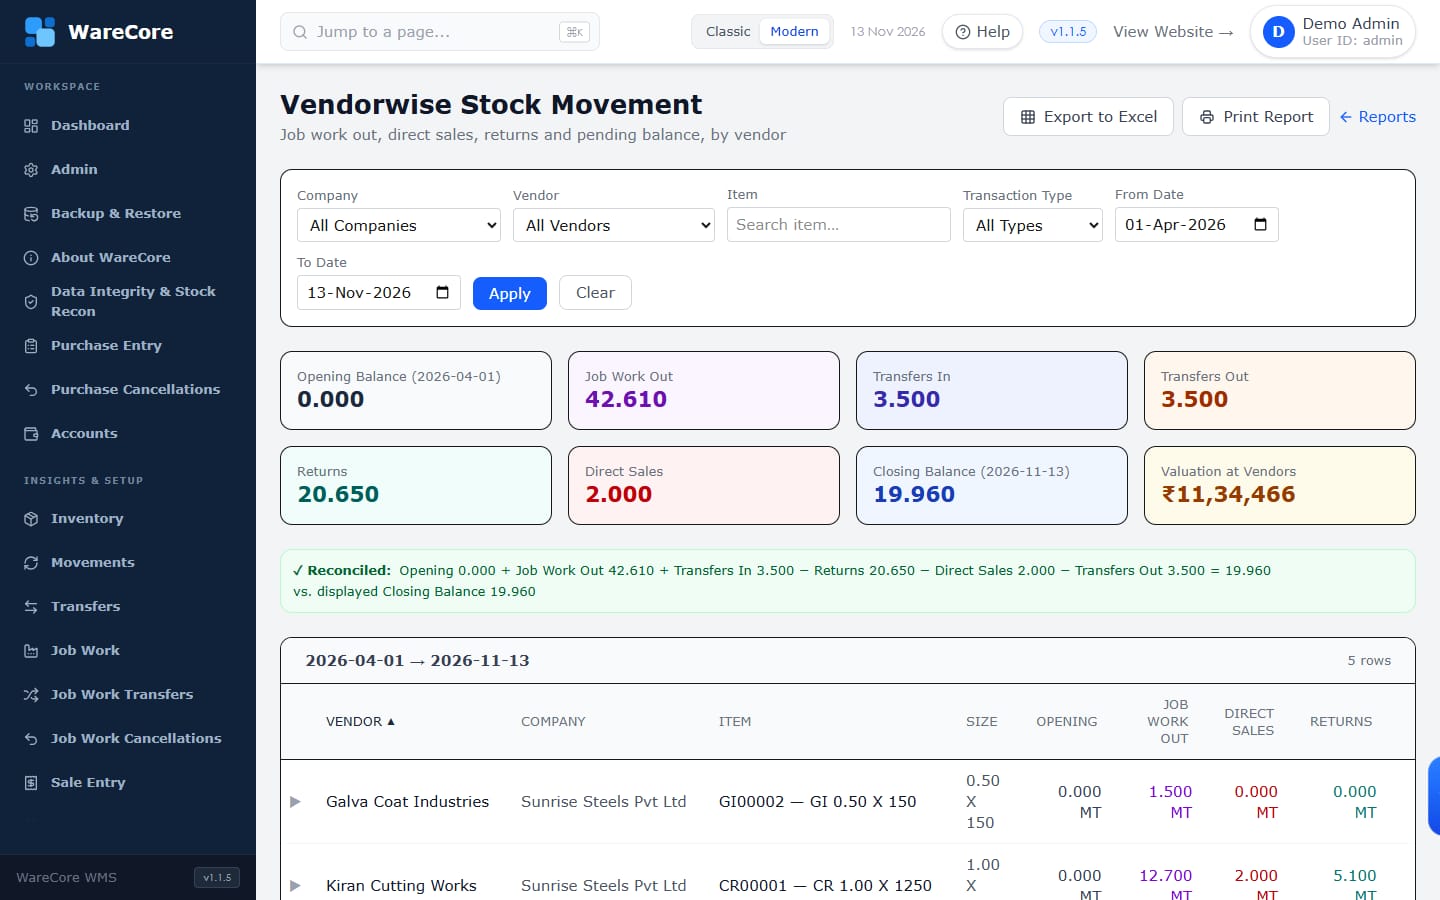 WareCore
Jump to a page...
⌘K
Classic
Modern
13 Nov 2026
Help
v1.1.5
View Website →
D
Demo Admin
User ID: admin
WORKSPACE
Dashboard
Admin
Backup & Restore
About WareCore
Data Integrity & Stock
Recon
Purchase Entry
Purchase Cancellations
Accounts
INSIGHTS & SETUP
Inventory
Movements
Transfers
Job Work
Job Work Transfers
Job Work Cancellations
Sale Entry
WareCore WMS
v1.1.5
Vendorwise Stock Movement
Job work out, direct sales, returns and pending balance, by vendor
Export to Excel
Print Report
← Reports
Company
Vendor
Item
Transaction Type
From Date
All Companies
All Vendors
Search item...
All Types
01-Apr-2026
To Date
13-Nov-2026
Apply
Clear
Opening Balance (2026-04-01)
0.000
Job Work Out
42.610
Transfers In
3.500
Transfers Out
3.500
Returns
20.650
Direct Sales
2.000
Closing Balance (2026-11-13)
19.960
Valuation at Vendors
₹11,34,466
✓ Reconciled: Opening 0.000 + Job Work Out 42.610 + Transfers In 3.500 − Returns 20.650 − Direct Sales 2.000 − Transfers Out 3.500 = 19.960
vs. displayed Closing Balance 19.960
2026-04-01 → 2026-11-13
5 rows
VENDOR ▲
COMPANY
ITEM
SIZE
OPENING
JOB
WORK
OUT
DIRECT
SALES
RETURNS
▶ Galva Coat Industries
Sunrise Steels Pvt Ltd
GI00002 — GI 0.50 X 150
0.50
X
150
0.000
MT
1.500
MT
0.000
MT
0.000
MT
▶ Kiran Cutting Works
Sunrise Steels Pvt Ltd
CR00001 — CR 1.00 X 1250
1.00
X
0.000
MT
12.700
MT
2.000
MT
5.100
MT